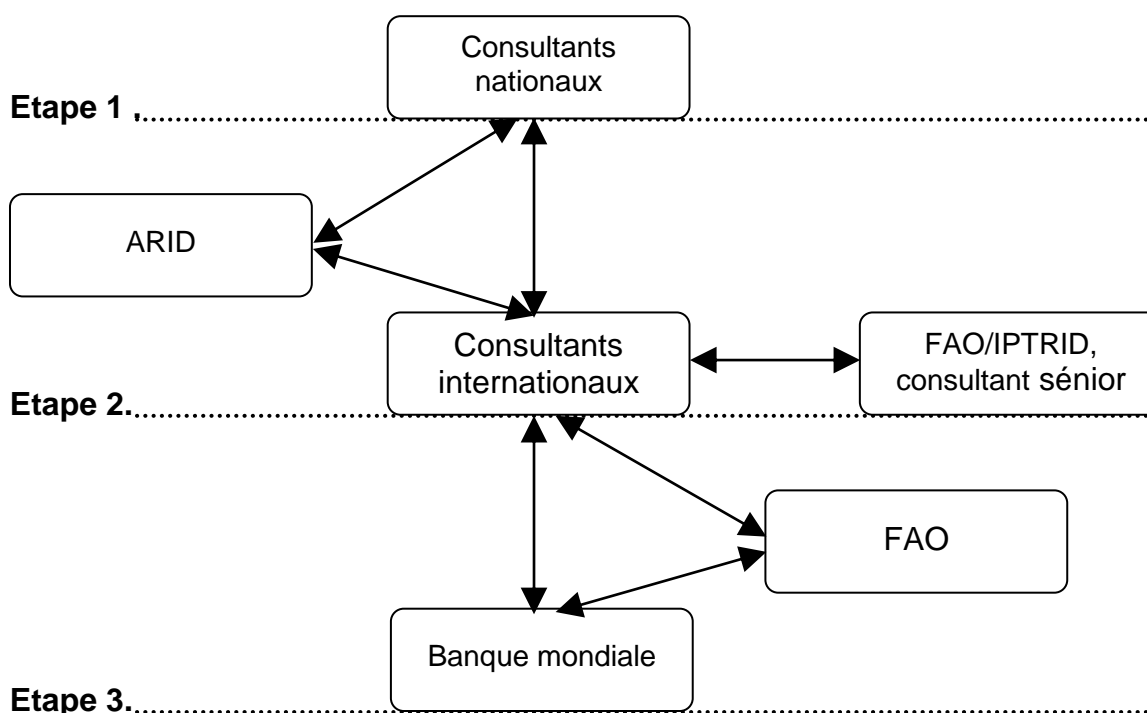 Consultants
nationaux
Etape 1 .
ARID
Consultants
internationaux
FAO/IPTRID,
consultant sénior
Etape 2.
FAO
Banque mondiale
Etape 3.